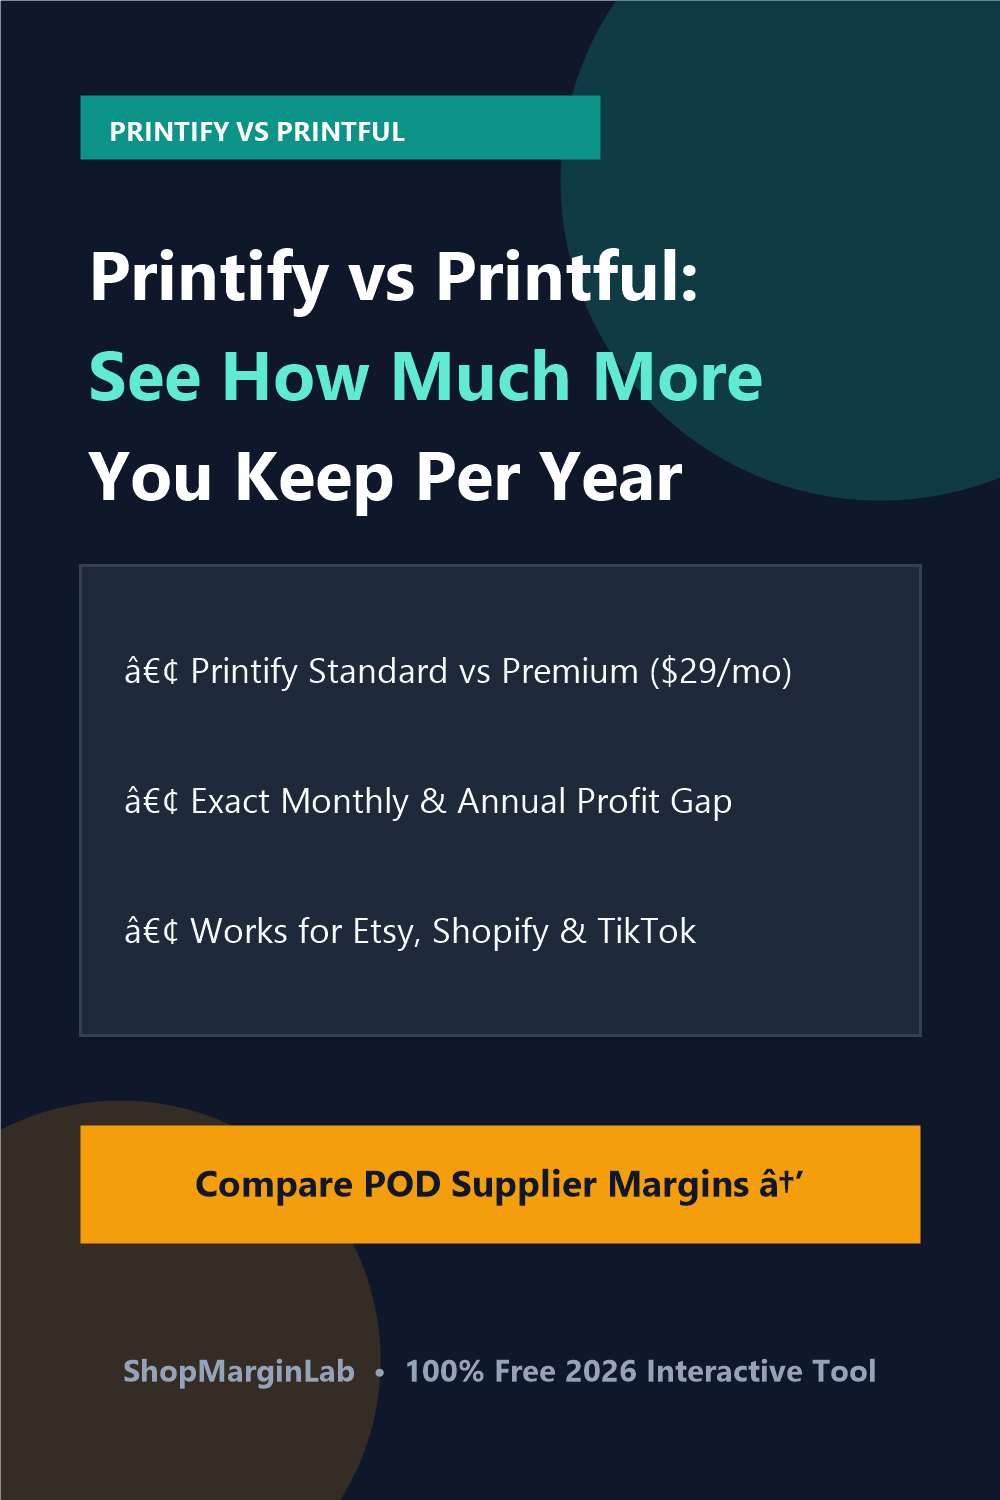 PRINTIFY VS PRINTFUL
Printify vs Printful:
See How Much More
You Keep Per Year
â€¢ Printify Standard vs Premium ($29/mo)
â€¢ Exact Monthly & Annual Profit Gap
â€¢ Works for Etsy, Shopify & TikTok
Compare POD Supplier Margins â†’
ShopMarginLab • 100% Free 2026 Interactive Tool